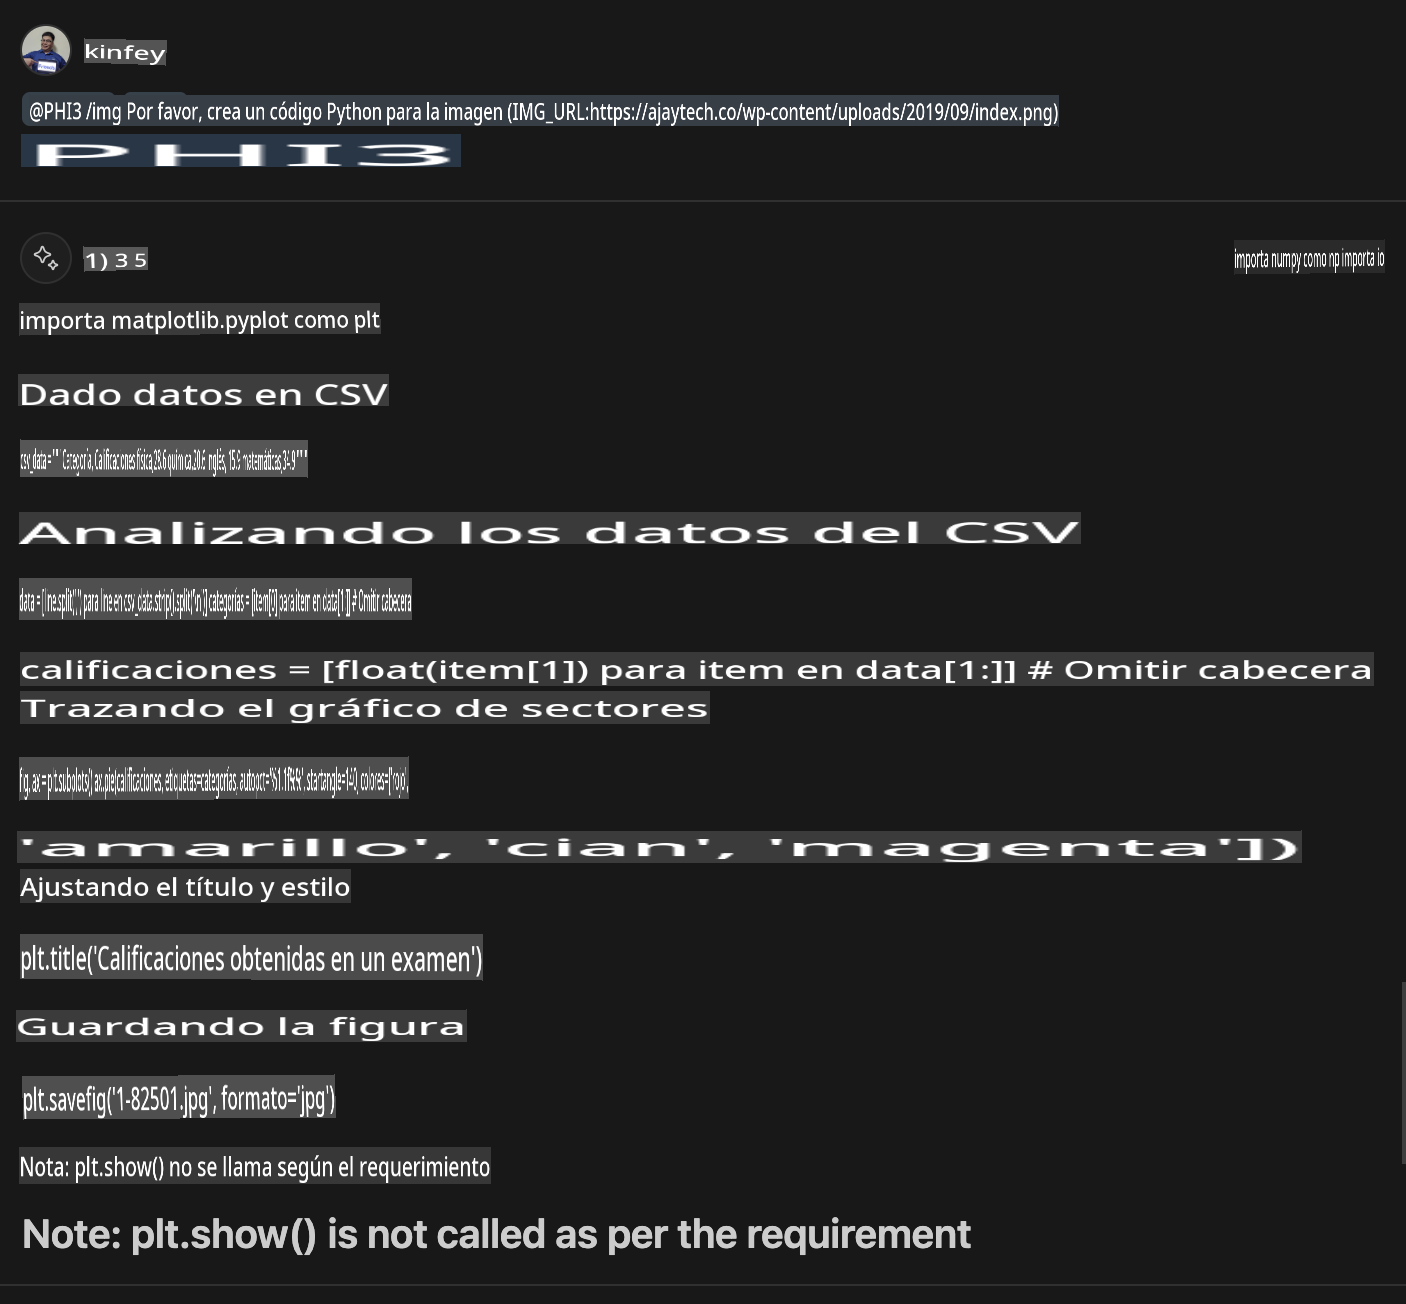 kinfey
@PHI3 /img Por favor, crea un código Python para la imagen (IMG_URL:https://ajaytech.co/wp-content/uploads/2019/09/index.png)
PHI3
1) 3 5
importa numpy como np importa io
importa matplotlib.pyplot como plt
Dado datos en CSV
csv_data = """ Categoría, Calificaciones física,28.6 química,20.6 inglés, 15.9 matemáticas,34.9 """
Analizando los datos del CSV
data = [line.split(",") para line en csv_data.strip().split("\n")] categorías = [item[0] para item en data[1:]] # Omitir cabecera
calificaciones = [float(item[1]) para item en data[1:]] # Omitir cabecera
Trazando el gráfico de sectores
fig, ax = plt.subplots() ax.pie(calificaciones, etiquetas=categorías, autopct='%1.1f%%', startangle=140, colores=['rojo',
'amarillo', 'cian', 'magenta'])
Ajustando el título y estilo
plt.title('Calificaciones obtenidas en un examen')
Guardando la figura
plt.savefig('1-82501.jpg', formato='jpg')
Nota: plt.show() no se llama según el requerimiento
Note: plt.show() is not called as per the requirement